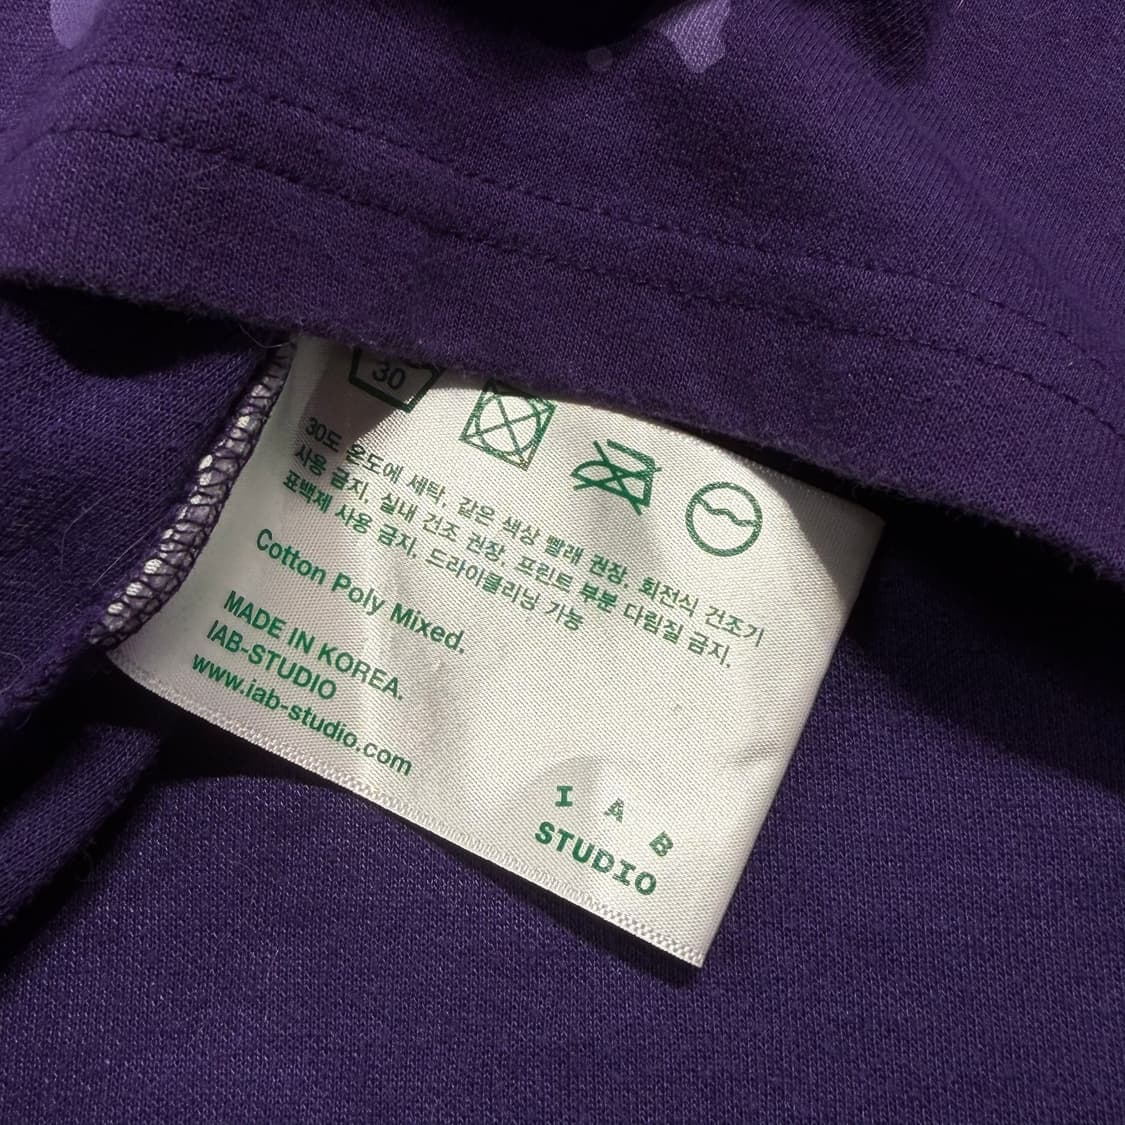 30
30도 온도에 세탁, 같은 색상 빨래 권장, 회전식 건조기
사용 금지, 실내 건조 권장, 프린트 부분 다림질 금지.
표백제 사용 금지, 드라이클리닝 가능
Cotton Poly Mixed.
MADE IN KOREA.
IAB-STUDIO
www.iab-studio.com
I A B
STUDIO